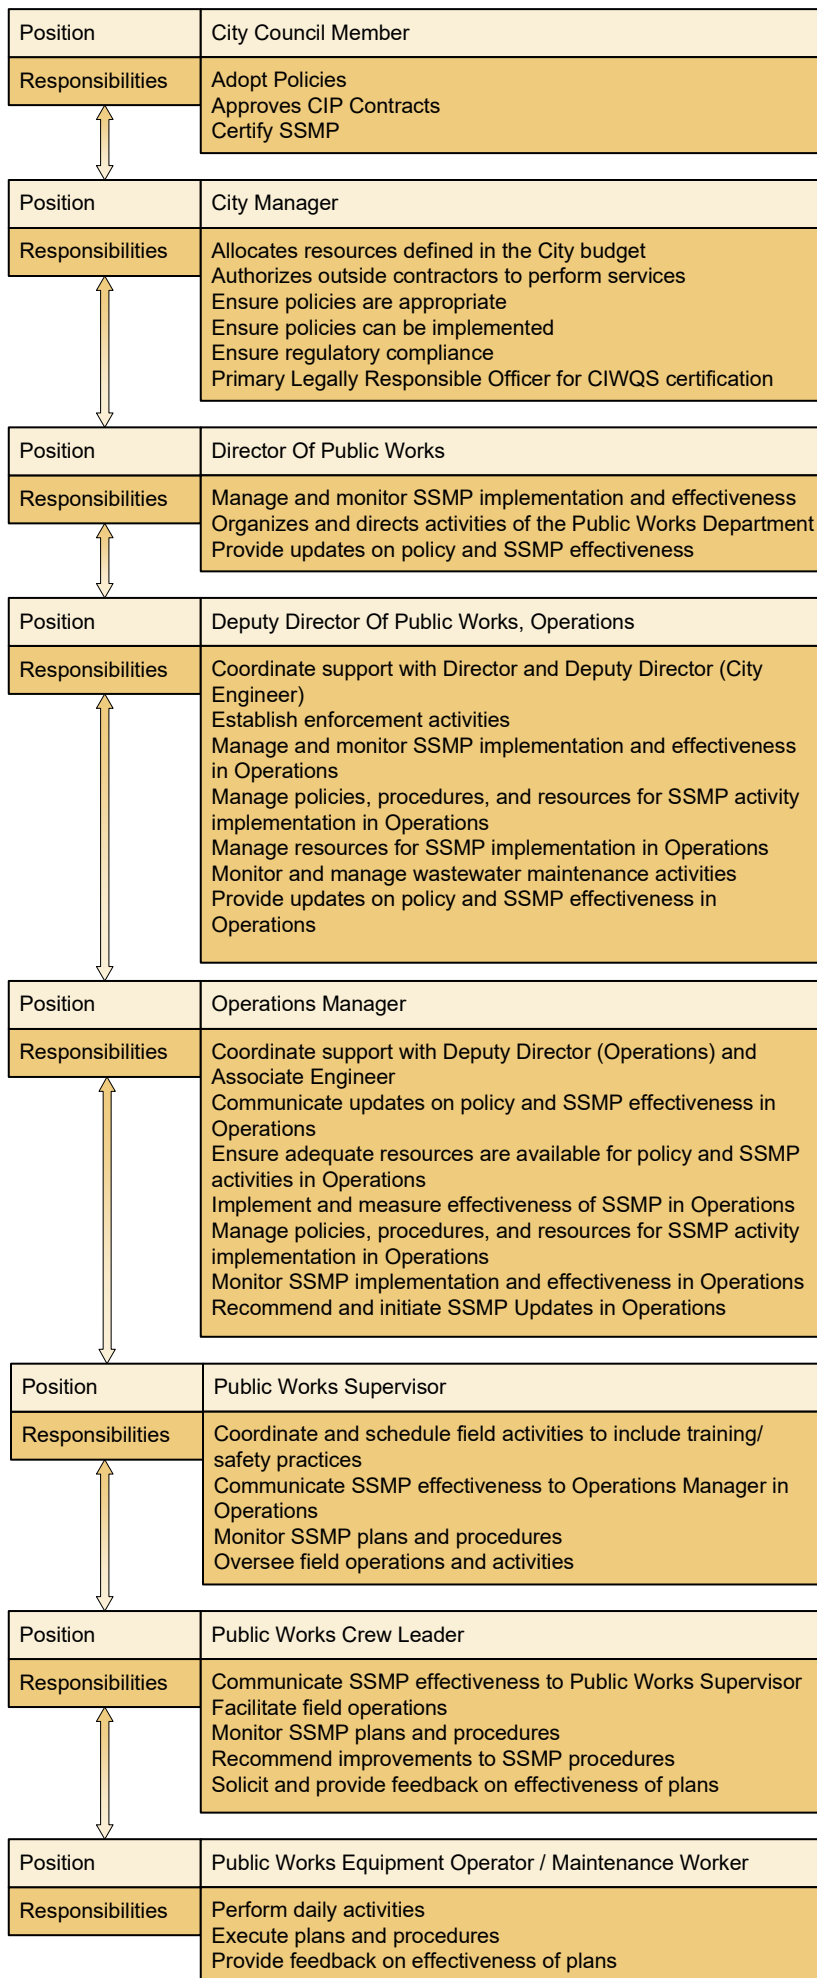 Position
City Council Member
Responsibilities
Adopt Policies
Approves CIP Contracts
Certify SSMP
Position
City Manager
Responsibilities
Allocates resources defined in the City budget
Authorizes outside contractors to perform services
Ensure policies are appropriate
Ensure policies can be implemented
Ensure regulatory compliance
Primary Legally Responsible Officer for CIWQS certification
Position
Director Of Public Works
Responsibilities
Manage and monitor SSMP implementation and effectiveness
Organizes and directs activities of the Public Works Department
Provide updates on policy and SSMP effectiveness
Position
Deputy Director Of Public Works, Operations
Responsibilities
Coordinate support with Director and Deputy Director (City
Engineer)
Establish enforcement activities
Manage and monitor SSMP implementation and effectiveness
in Operations
Manage policies, procedures, and resources for SSMP activity
implementation in Operations
Manage resources for SSMP implementation in Operations
Monitor and manage wastewater maintenance activities
Provide updates on policy and SSMP effectiveness in
Operations
Position
Operations Manager
Responsibilities
Coordinate support with Deputy Director (Operations) and
Associate Engineer
Communicate updates on policy and SSMP effectiveness in
Operations
Ensure adequate resources are available for policy and SSMP
activities in Operations
Implement and measure effectiveness of SSMP in Operations
Manage policies, procedures, and resources for SSMP activity
implementation in Operations
Monitor SSMP implementation and effectiveness in Operations
Recommend and initiate SSMP Updates in Operations
Position
Public Works Supervisor
Responsibilities
Coordinate and schedule field activities to include training/
safety practices
Communicate SSMP effectiveness to Operations Manager in
Operations
Monitor SSMP plans and procedures
Oversee field operations and activities
Position
Public Works Crew Leader
Responsibilities
Communicate SSMP effectiveness to Public Works Supervisor
Facilitate field operations
Monitor SSMP plans and procedures
Recommend improvements to SSMP procedures
Solicit and provide feedback on effectiveness of plans
Position
Public Works Equipment Operator / Maintenance Worker
Responsibilities
Perform daily activities
Execute plans and procedures
Provide feedback on effectiveness of plans